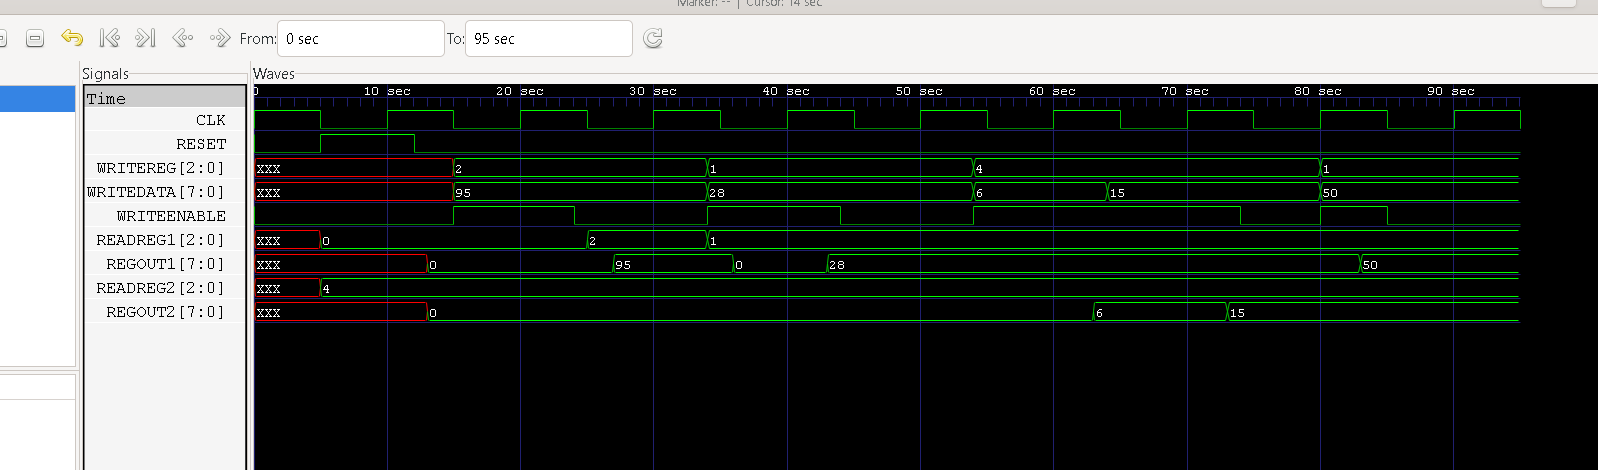 Marker: -- | Cursor: 14 sec
From: 0 sec To: 95 sec
Signals Waves
Time 0 10 sec 20 sec 30 sec 40 sec 50 sec 60 sec 70 sec 80 sec 90 sec
CLK
RESET
WRITEREG[2:0] XXX 2 1 4 1
WRITEDATA[7:0] XXX 95 28 6 15 50
WRITEENABLE
READREG1[2:0] XXX 0 2 1
REGOUT1[7:0] XXX 0 95 0 28 50
READREG2[2:0] XXX 4
REGOUT2[7:0] XXX 0 6 15